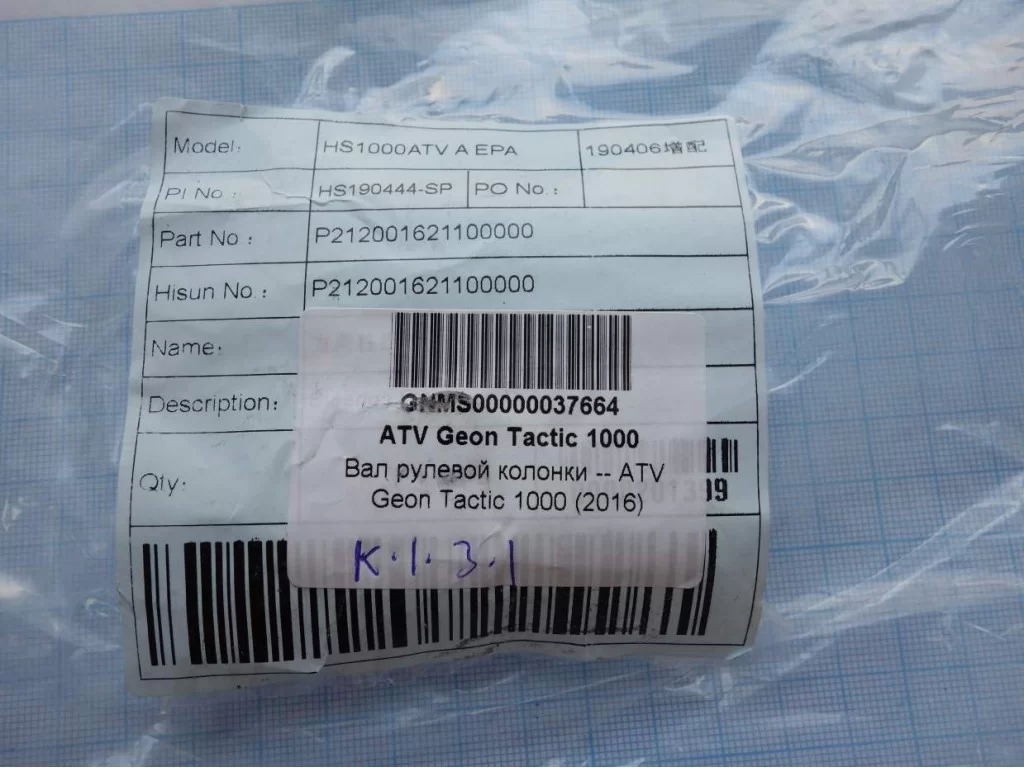 Model: HS1000ATV A EPA 190406增配
PI No.: HS190444-SP PO No.:
Part No: P212001621100000
Hisun No.: P212001621100000
Name:
Description:
GNMS00000037664
ATV Geon Tactic 1000
Вал рулевой колонки -- ATV
Geon Tactic 1000 (2016)
Qty:
K.1.3.1